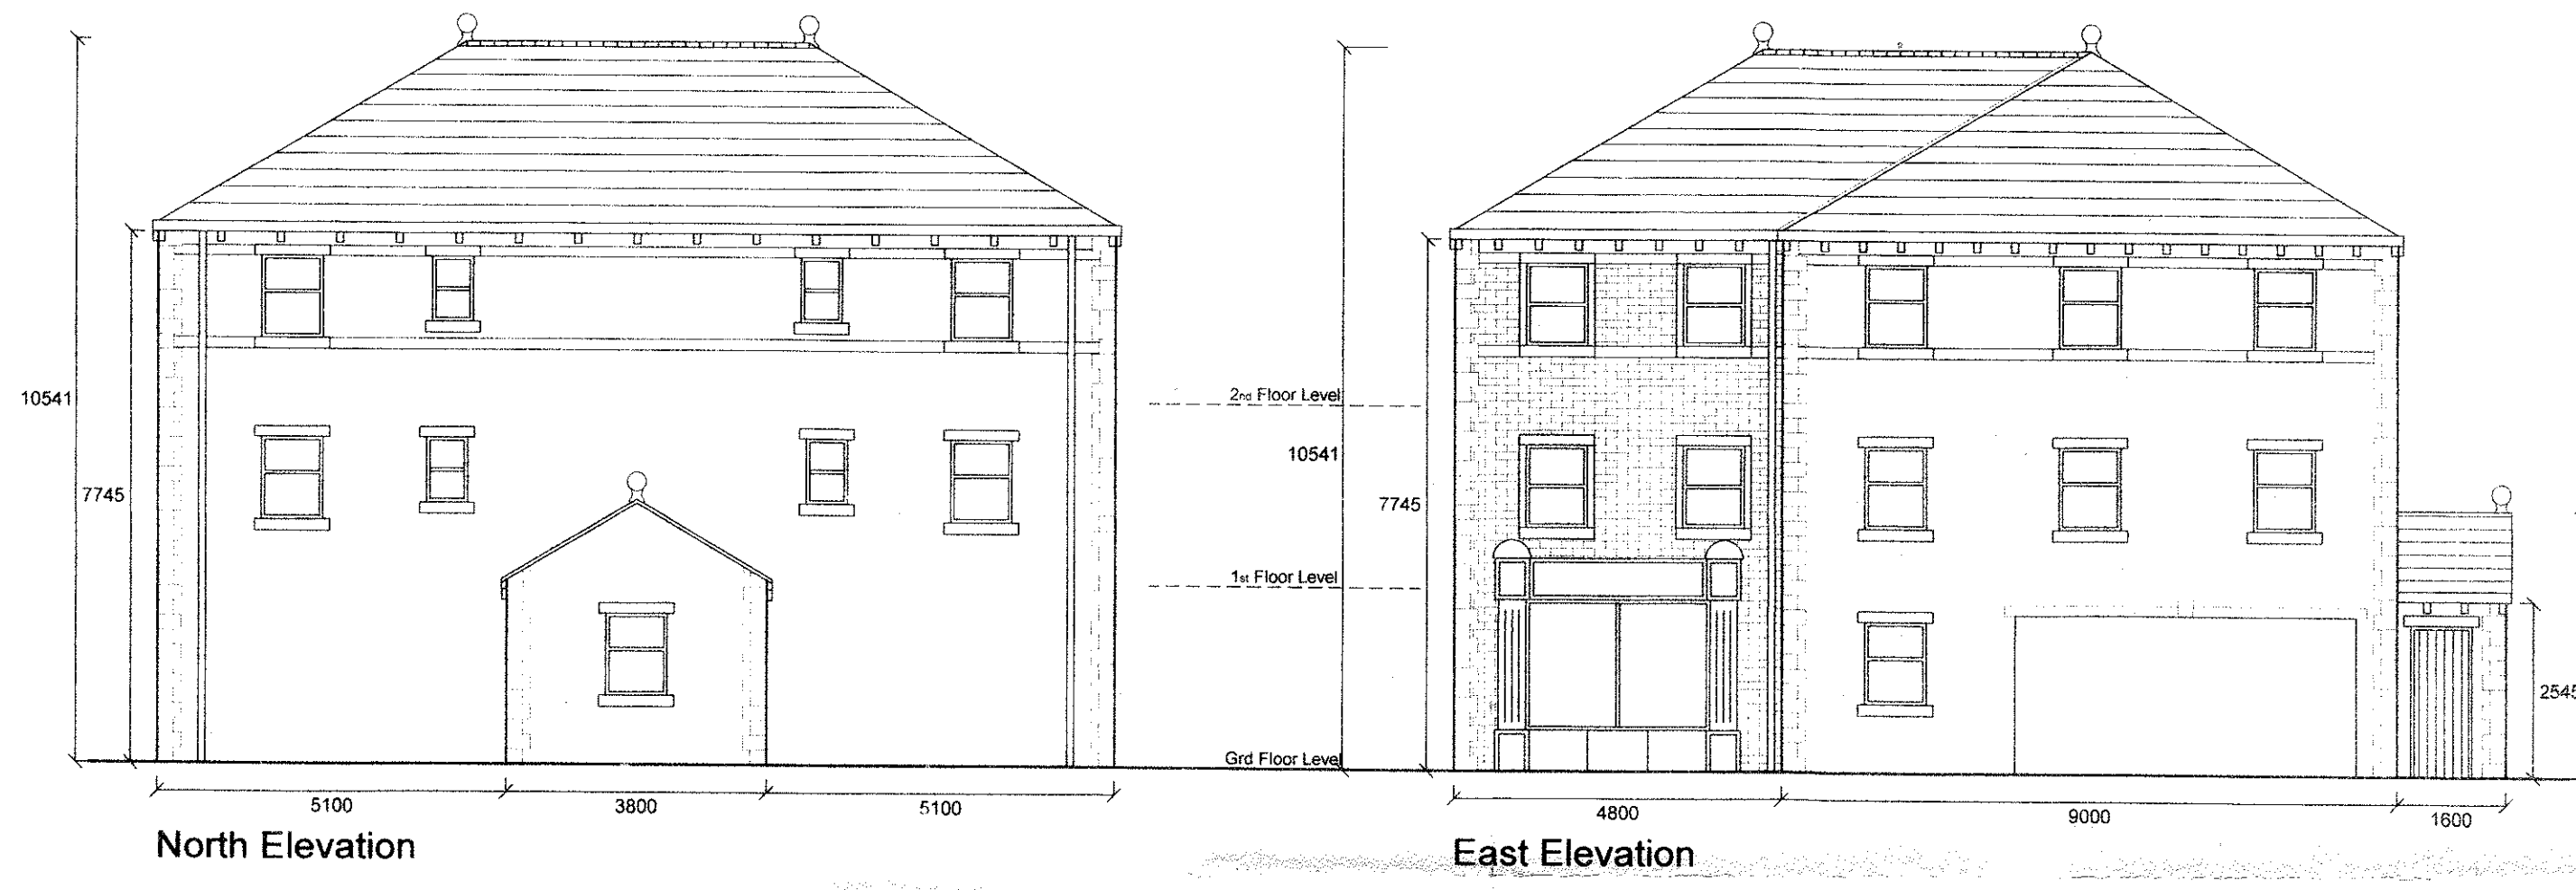 10541
7745
5100
3800
5100
North Elevation
2nd Floor Level
10541
7745
1st Floor Level
Grd Floor Level
2545
4800
9000
1600
East Elevation